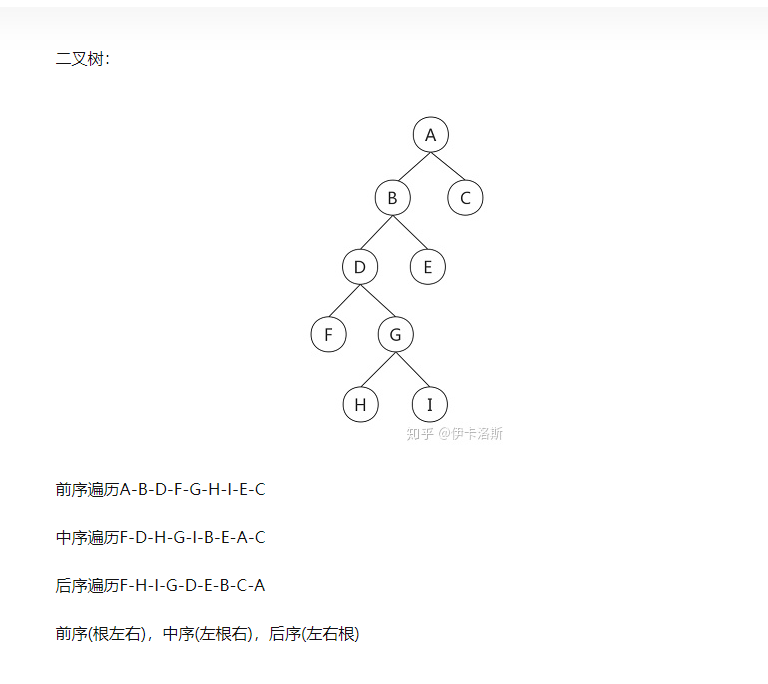 二叉树：
A
B
C
D
E
F
G
H
I
知乎 @伊卡洛斯
前序遍历A-B-D-F-G-H-I-E-C
中序遍历F-D-H-G-I-B-E-A-C
后序遍历F-H-I-G-D-E-B-C-A
前序(根左右)，中序(左根右)，后序(左右根)